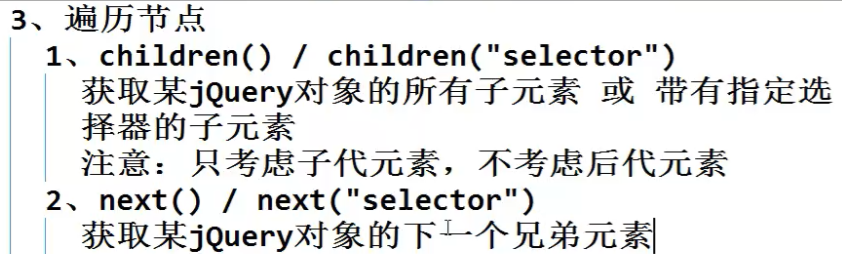 3、遍历节点
1、children() / children("selector")
获取某jQuery对象的所有子元素 或 带有指定选
择器的子元素
注意：只考虑子代元素，不考虑后代元素
2、next() / next("selector")
获取某jQuery对象的下一个兄弟元素